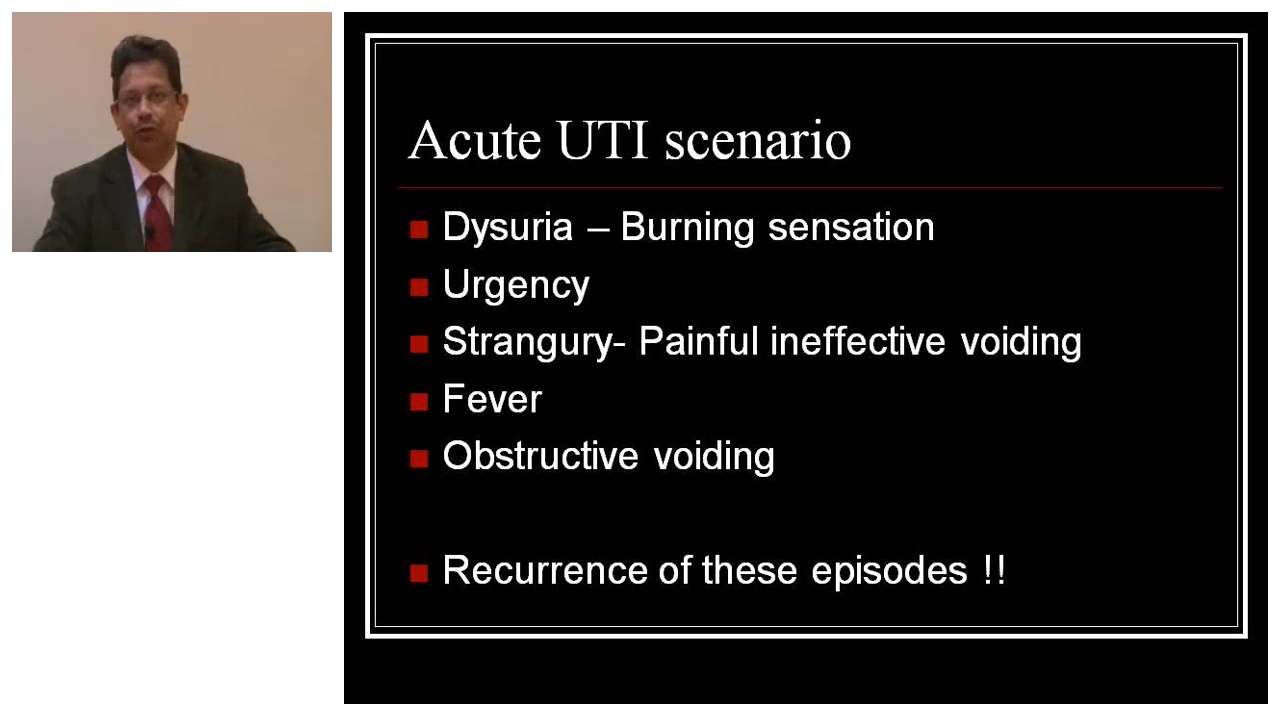 Acute UTI scenario
Dysuria – Burning sensation
Urgency
Strangury- Painful ineffective voiding
Fever
Obstructive voiding
Recurrence of these episodes !!